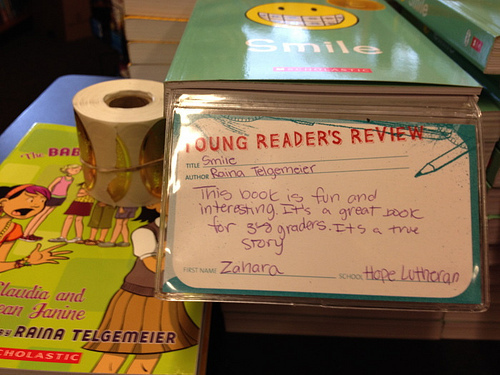 Smile
SCHOLASTIC
YOUNG READER'S REVIEW
TITLE Smile
AUTHOR Raina Telgemeier
This book is fun and
interesting. It's a great book
for graders. It's a true
story
FIRST NAME Zahara SCHOOL Hope Lutheran
The BAB
Claudia and
ean Janine
BY RAINA TELGEMEIER
SCHOLASTIC